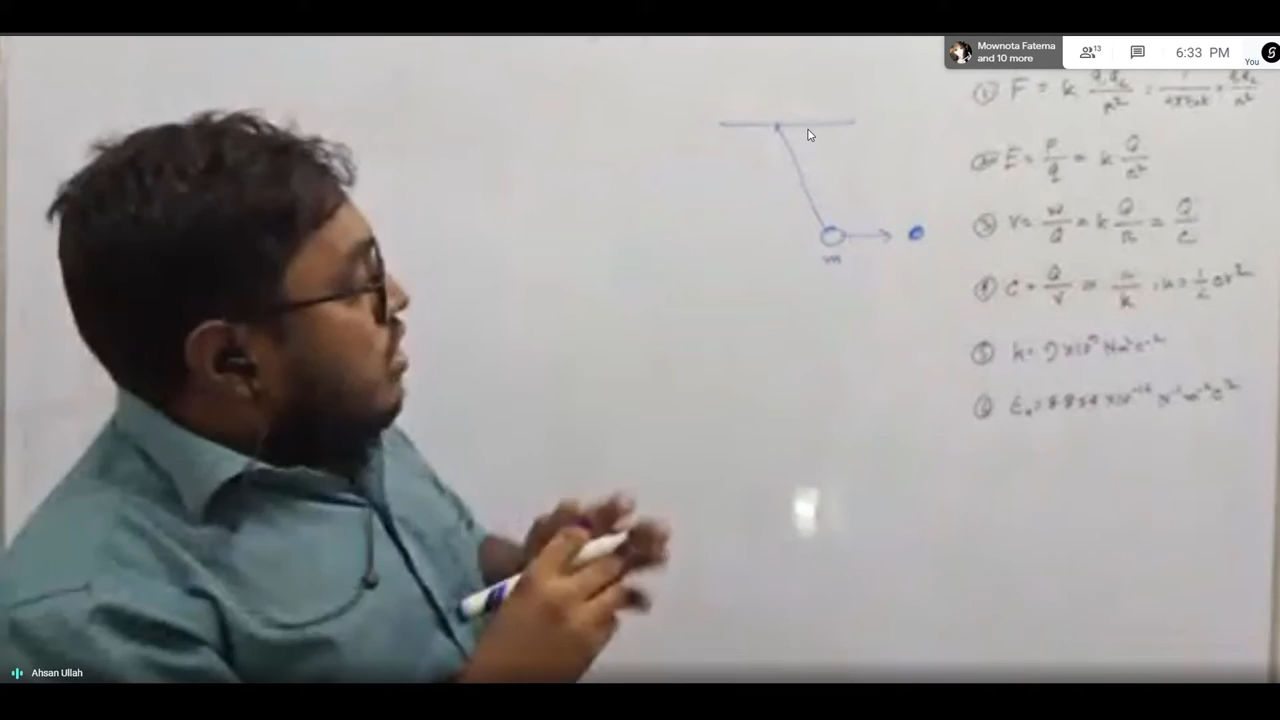 Mownota Fatema
and 10 more
13
6:33 PM
You
① F = k q₁q₂/r² = 1/4πε₀k × q₁q₂/r²
② E = F/q = k Q/r²
③ V = W/Q = k Q/r = Q/C
④ C = Q/V = r/k , u = 1/2 CV²
⑤ k = 9 × 10⁹ Nm²C⁻²
⑥ ε₀ = 8.854 × 10⁻¹² N⁻¹m⁻²C²
m
Ahsan Ullah